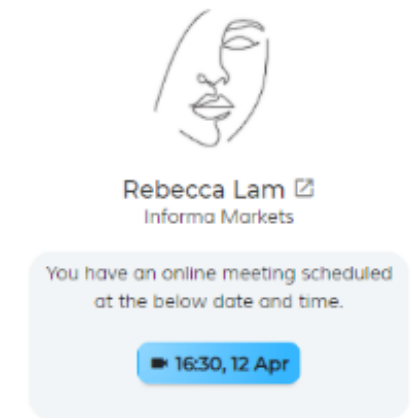 Rebecca Lam
Informa Markets
You have an online meeting scheduled
at the below date and time.
16:30, 12 Apr